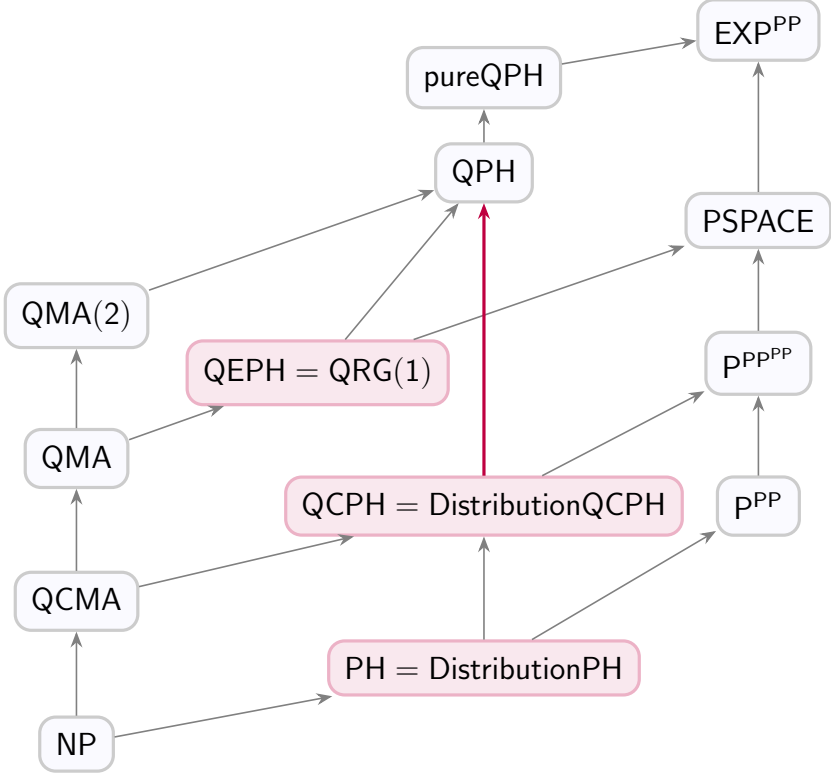 EXP^PP
pureQPH
QPH
PSPACE
QMA(2)
QEPH = QRG(1)
P^PP^PP
QMA
QCPH = DistributionQCPH
P^PP
QCMA
PH = DistributionPH
NP